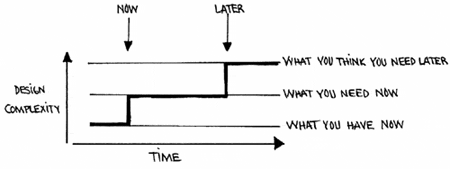 NOW
LATER
WHAT YOU THINK YOU NEED LATER
DESIGN
COMPLEXITY
WHAT YOU NEED NOW
WHAT YOU HAVE NOW
TIME